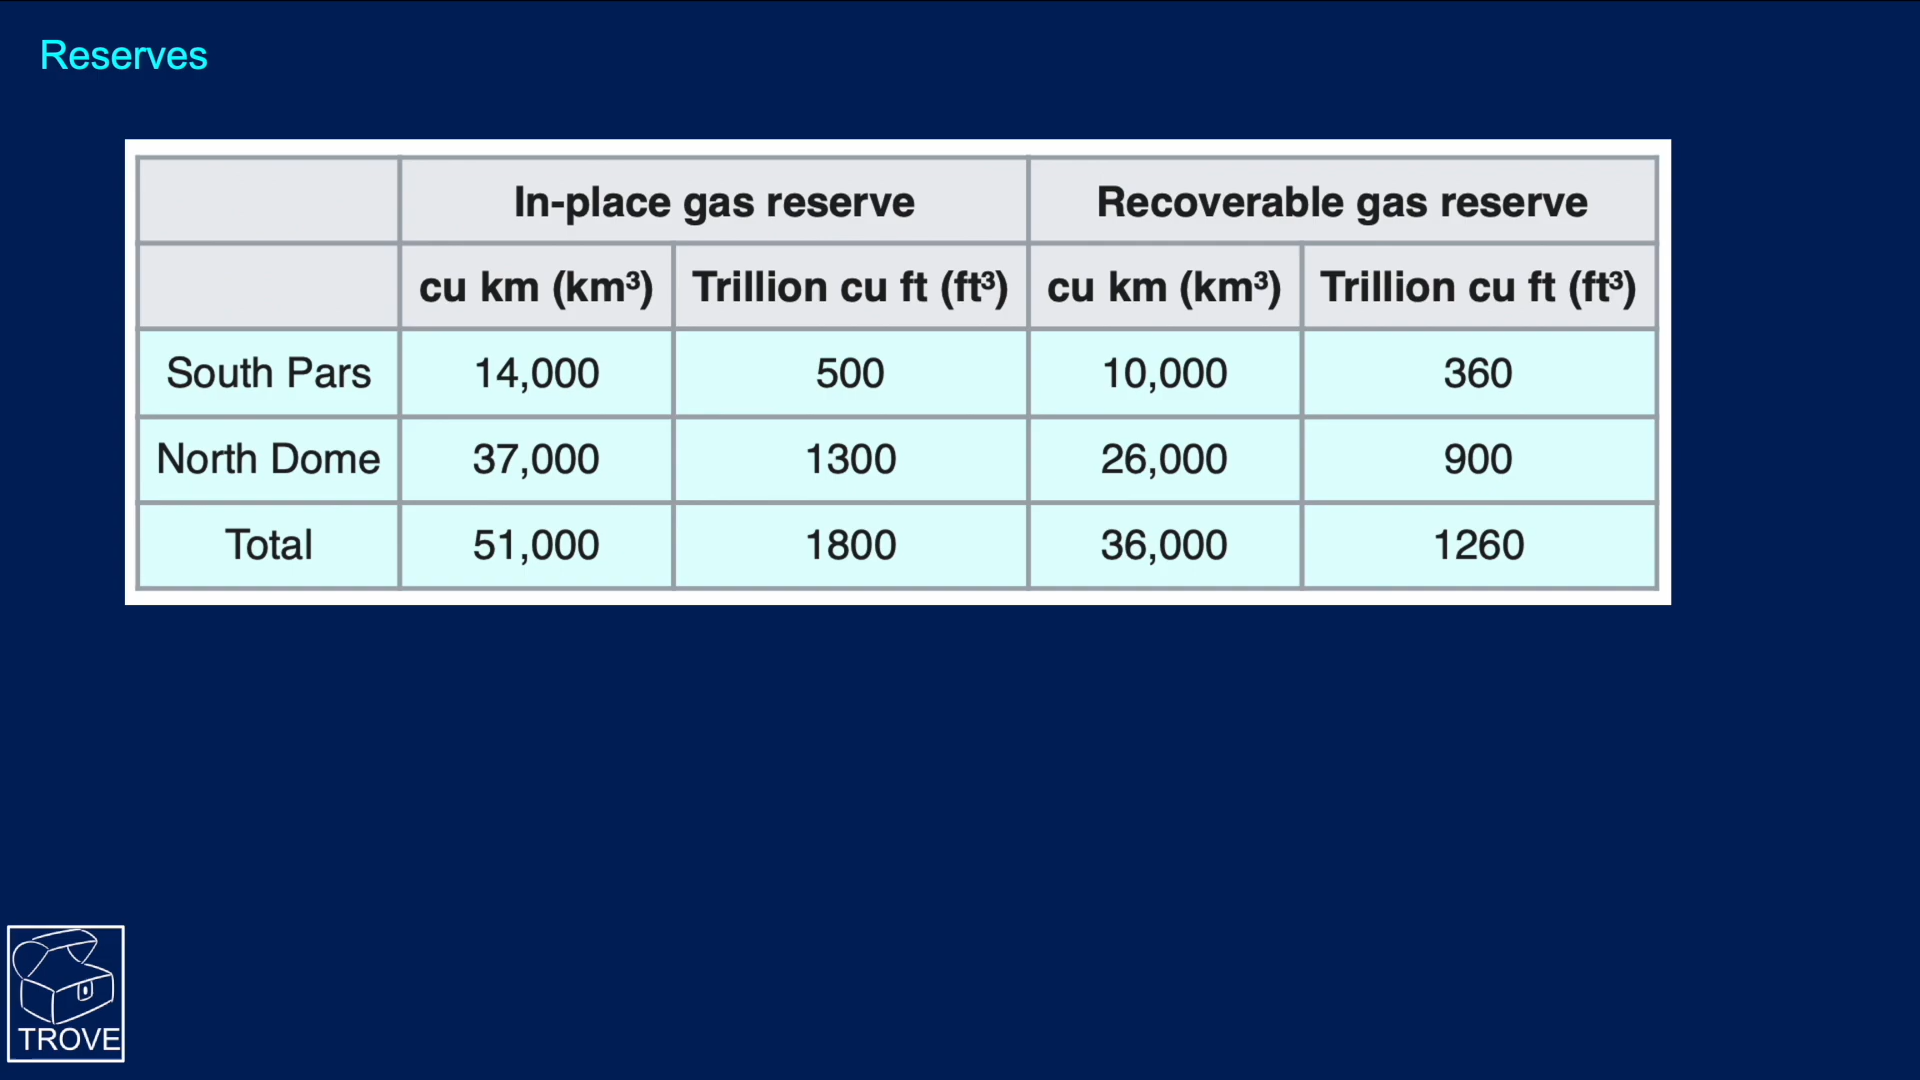 Reserves
In-place gas reserve Recoverable gas reserve
cu km (km³) Trillion cu ft (ft³) cu km (km³) Trillion cu ft (ft³)
South Pars 14,000 500 10,000 360
North Dome 37,000 1300 26,000 900
Total 51,000 1800 36,000 1260
TROVE